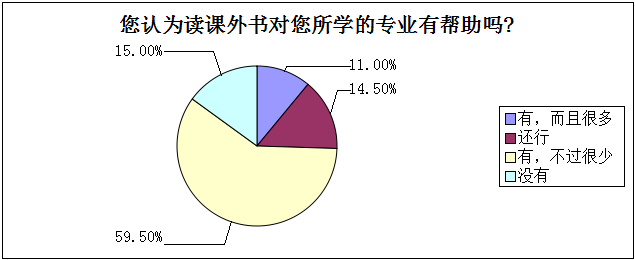 您认为读课外书对您所学的专业有帮助吗?
15.00%
11.00%
14.50%
59.50%
有，而且很多
还行
有，不过很少
没有